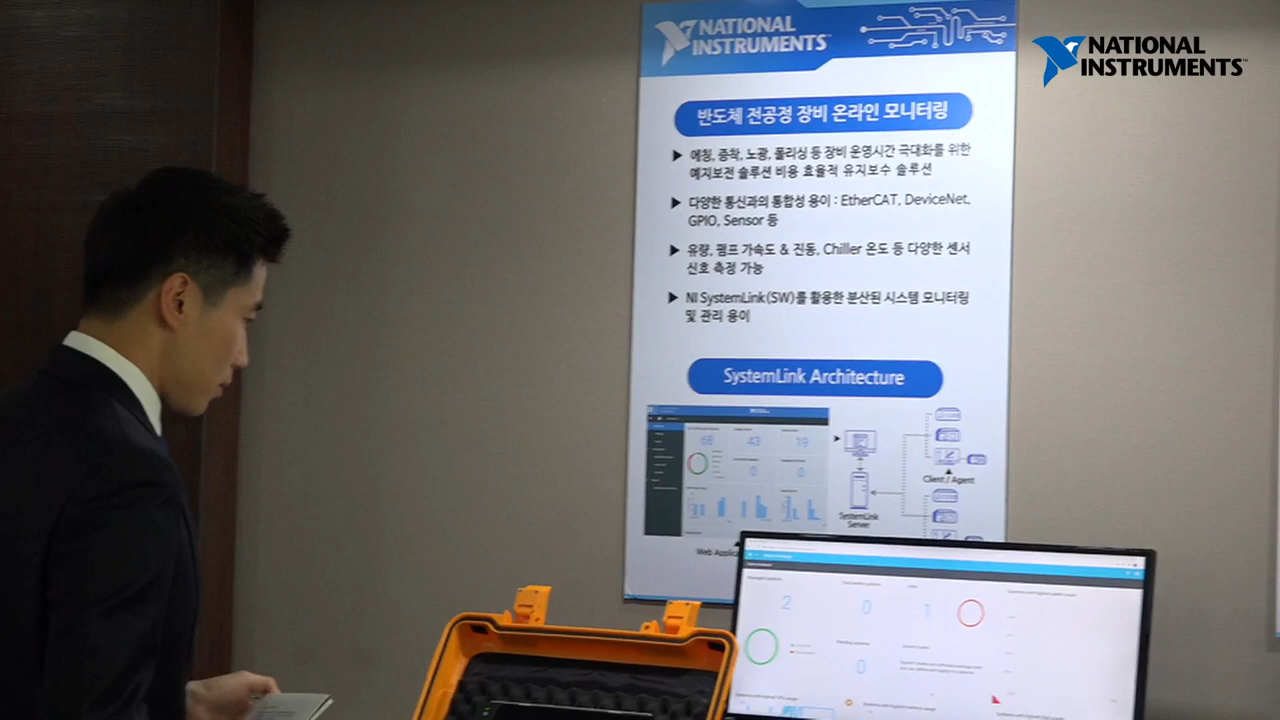 NATIONAL
INSTRUMENTS
NATIONAL
INSTRUMENTS
반도체 전공정 장비 온라인 모니터링
▶ 에칭, 증착, 노광, 폴리싱 등 장비 운영시간 극대화를 위한
예지보전 솔루션 비용 효율적 유지보수 솔루션
▶ 다양한 통신과의 통합성 용이 : EtherCAT, DeviceNet,
GPIO, Sensor 등
▶ 유량, 펌프 가속도 & 진동, Chiller 온도 등 다양한 센서
신호 측정 가능
▶ NI SystemLink(SW)를 활용한 분산된 시스템 모니터링
및 관리 용이
SystemLink Architecture
68 43 19
0 0
Client / Agent
SystemLink
Server
Web
2 0 1
0